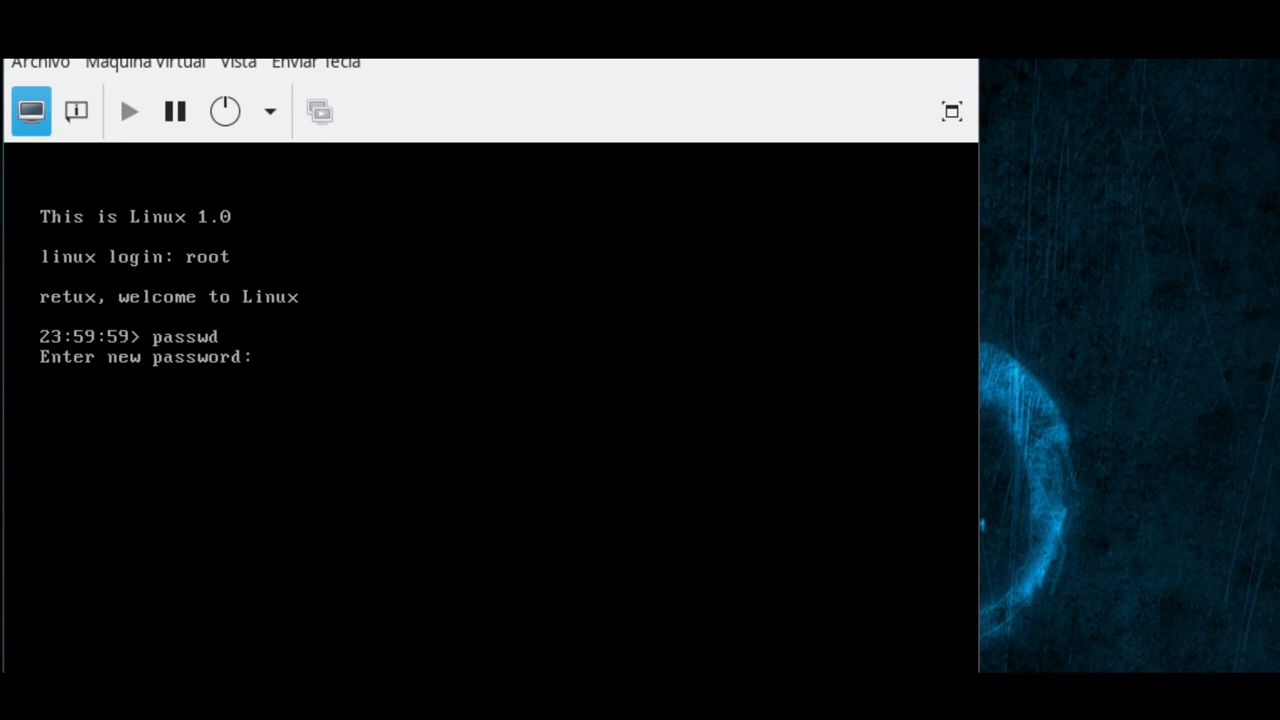 Archivo Máquina Virtual Vista Enviar Tecla
This is Linux 1.0
linux login: root
retux, welcome to Linux
23:59:59> passwd
Enter new password: